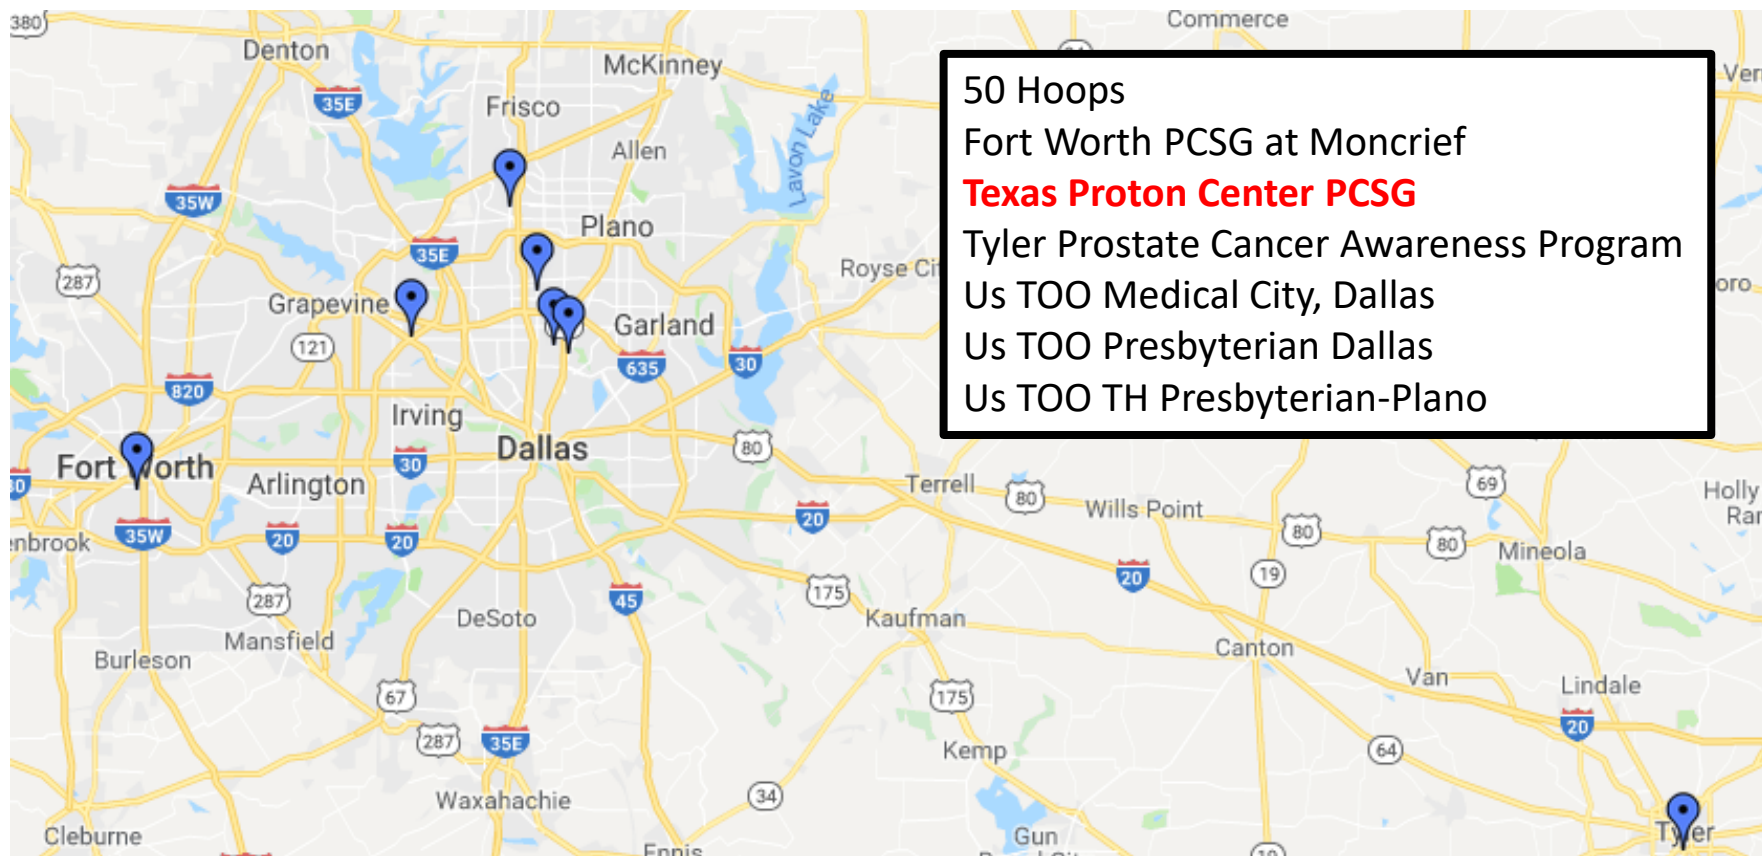 380
Commerce
Denton
McKinney
35E
Frisco
Allen
Lavon Lake
35W
Plano
35E
287
Grapevine
Royse
Garland
121
635
30
820
Irving
Dallas
80
Fort Worth
30
Arlington
Terrell
80
69
Holly
Wills Point
20
35W
20
20
80
80
Mineola
287
45
175
20
19
DeSoto
Kaufman
Mansfield
Canton
Burleson
Van
Lindale
67
175
287
35E
20
64
Kemp
34
Waxahachie
Tyler
Cleburne
Gun
Ennis
50 Hoops
Fort Worth PCSG at Moncrief
Texas Proton Center PCSG
Tyler Prostate Cancer Awareness Program
Us TOO Medical City, Dallas
Us TOO Presbyterian Dallas
Us TOO TH Presbyterian-Plano